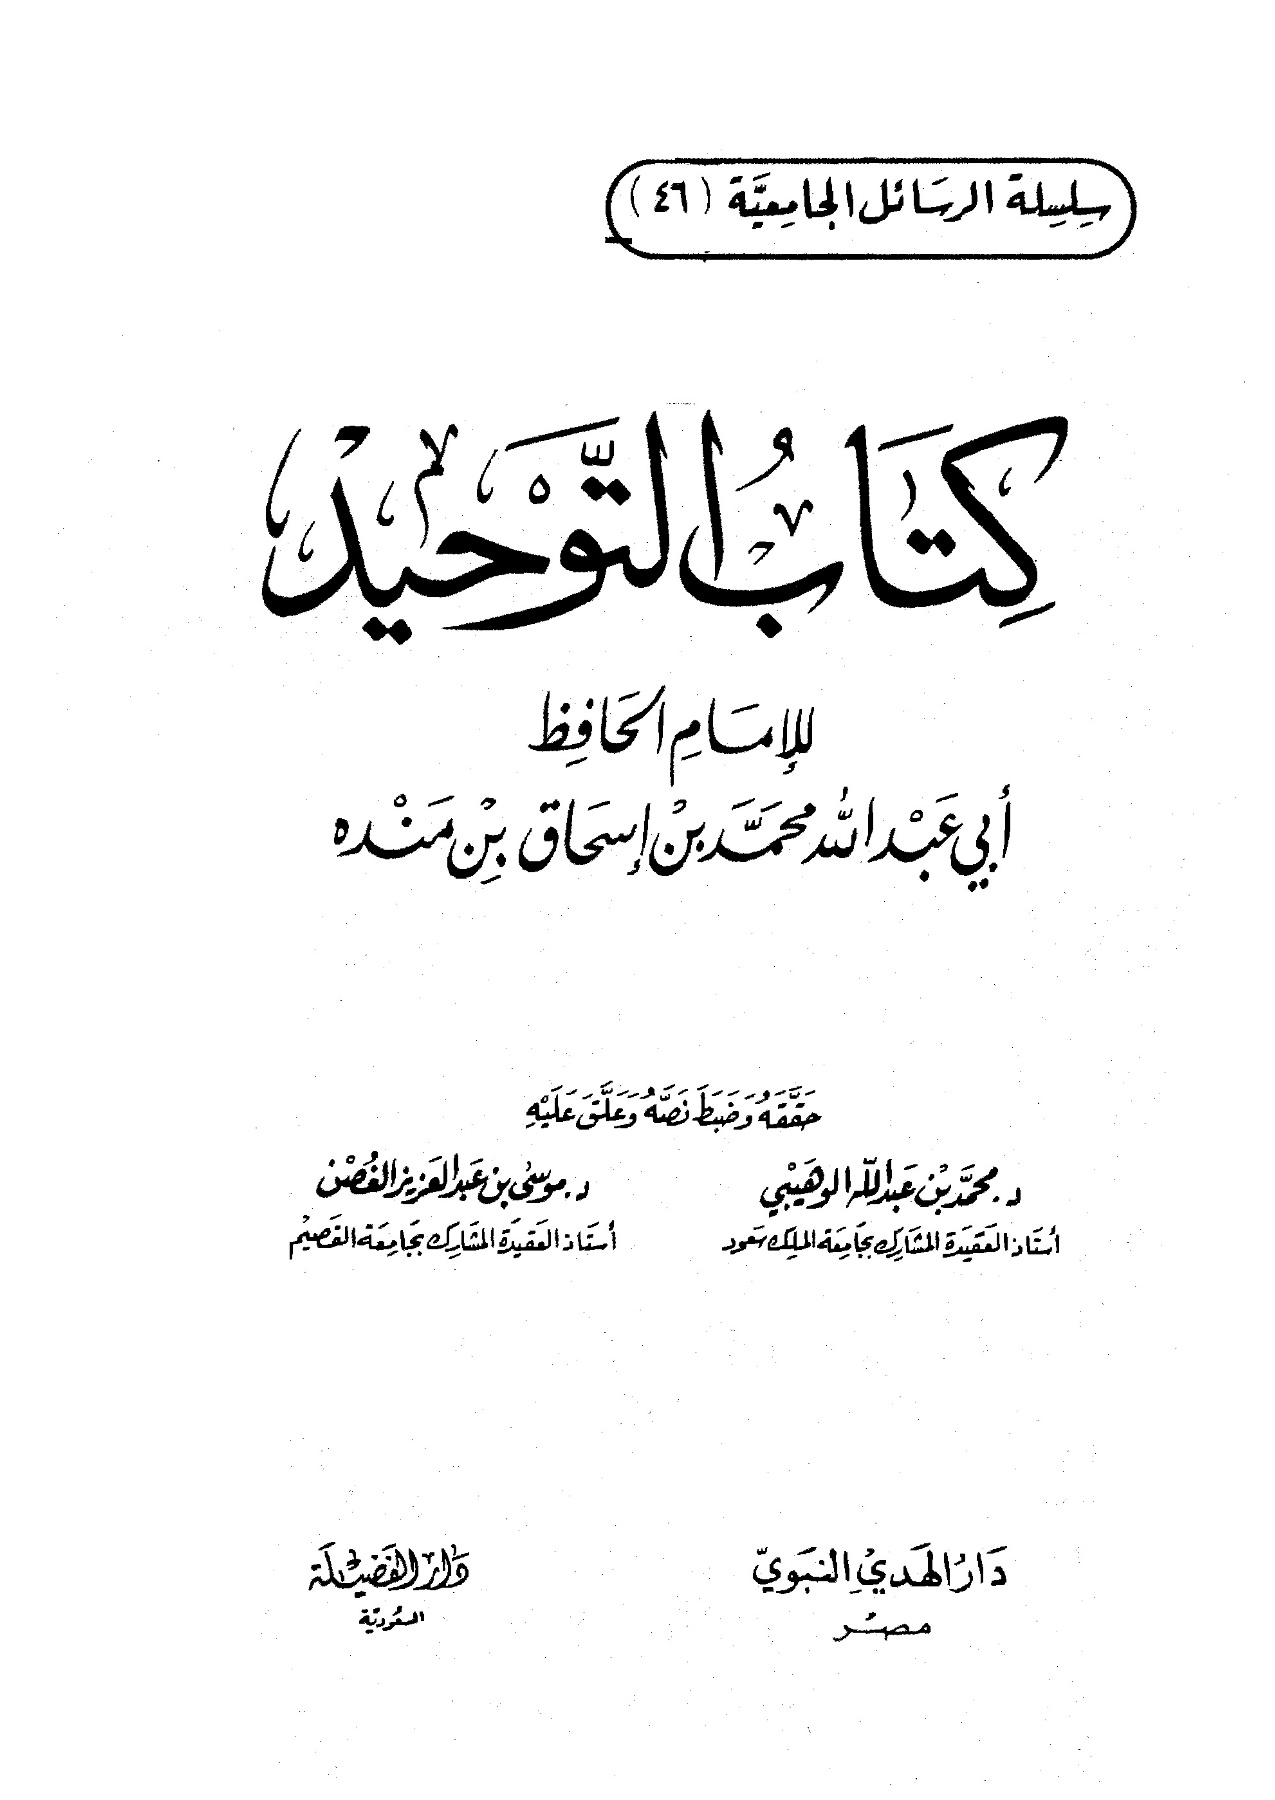 سلسلة الرسائل الجامعية (٤٦)
كتاب التوحيد
للإمام الحافظ
أبي عبد الله محمد بن إسحاق بن منده
حققه وضبط نصه وعلق عليه
د. محمد بن عبد الله الوهيبي
د. موسى بن عبد العزيز الغصن
أستاذ العقيدة المشارك بجامعة الملك سعود
أستاذ العقيدة المشارك بجامعة القصيم
دار الهدي النبوي
دار الفضيلة
مصر
السعودية